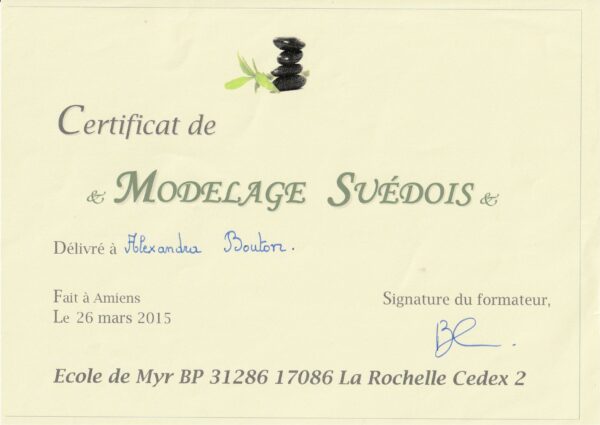 Certificat de
& MODELAGE SUÉDOIS &
Délivré à Alexandra Bouton.
Fait à Amiens
Signature du formateur,
Le 26 mars 2015
Ecole de Myr BP 31286 17086 La Rochelle Cedex 2